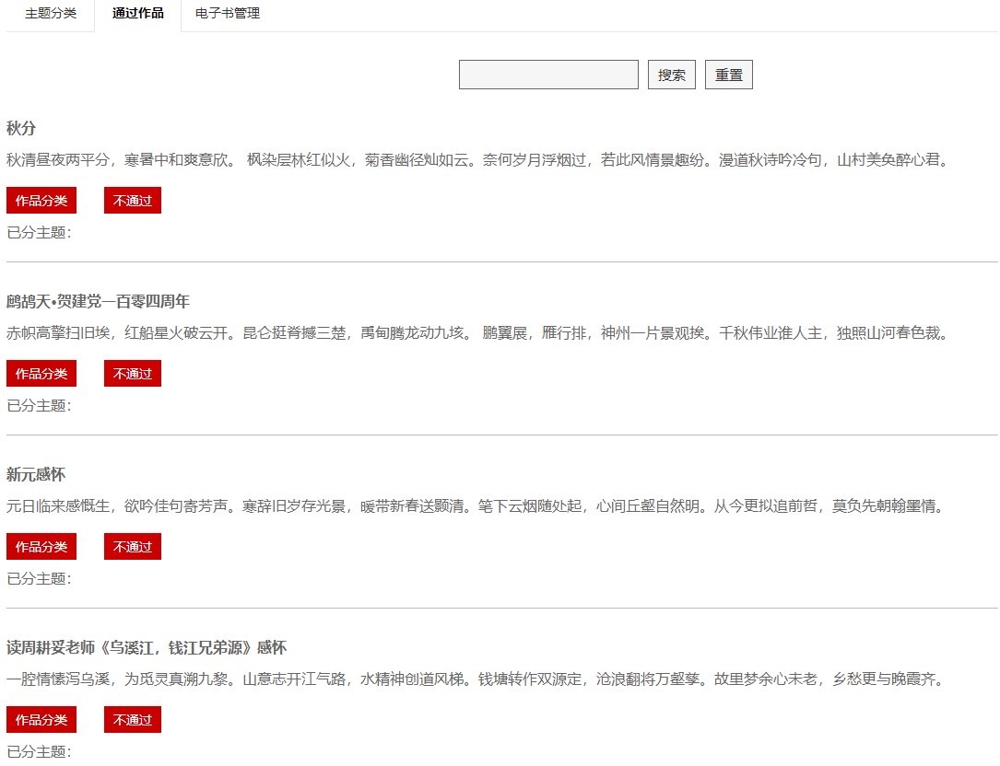 主题分类 通过作品 电子书管理
搜索 重置
秋分
秋清昼夜两平分，寒暑中和爽意欣。 枫染层林红似火，菊香幽径灿如云。奈何岁月浮烟过，若此风情景趣纷。漫道秋诗吟冷句，山村美奂醉心君。
作品分类 不通过
已分主题：
鹧鸪天•贺建党一百零四周年
赤帜高擎扫旧埃，红船星火破云开。昆仑挺脊撼三楚，禹甸腾龙动九垓。 鹏翼展，雁行排，神州一片景观挨。千秋伟业谁人主，独照山河春色裁。
作品分类 不通过
已分主题：
新元感怀
元日临来感慨生，欲吟佳句寄芳声。寒辞旧岁存光景，暖带新春送颢清。笔下云烟随处起，心间丘壑自然明。从今更拟追前哲，莫负先朝翰墨情。
作品分类 不通过
已分主题：
读周耕妥老师《乌溪江，钱江兄弟源》感怀
一腔情愫泻乌溪，为觅灵真溯九黎。山意志开江气路，水精神创道风梯。钱塘转作双源定，沧浪翻将万壑孳。故里梦余心未老，乡愁更与晚霞齐。
作品分类 不通过
已分主题：